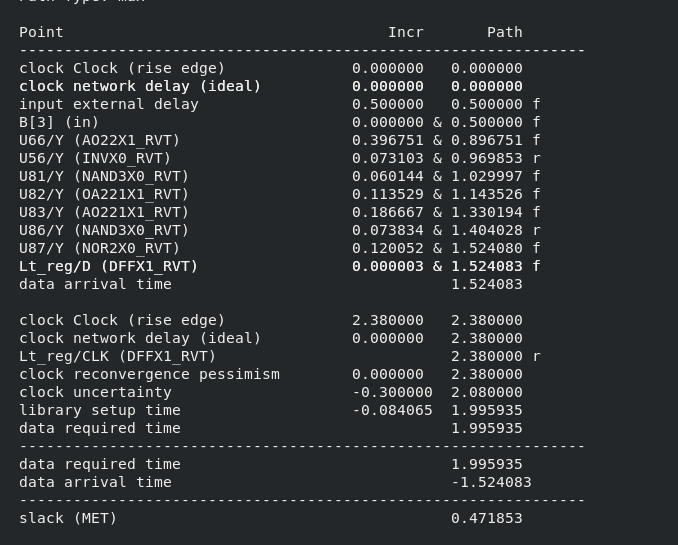 Path Type: max
Point Incr Path
---------------------------------------------------------------
clock Clock (rise edge) 0.000000 0.000000
clock network delay (ideal) 0.000000 0.000000
input external delay 0.500000 0.500000 f
B[3] (in) 0.000000 & 0.500000 f
U66/Y (AO22X1_RVT) 0.396751 & 0.896751 f
U56/Y (INVX0_RVT) 0.073103 & 0.969853 r
U81/Y (NAND3X0_RVT) 0.060144 & 1.029997 f
U82/Y (OA221X1_RVT) 0.113529 & 1.143526 f
U83/Y (AO221X1_RVT) 0.186667 & 1.330194 f
U86/Y (NAND3X0_RVT) 0.073834 & 1.404028 r
U87/Y (NOR2X0_RVT) 0.120052 & 1.524080 f
Lt_reg/D (DFFX1_RVT) 0.000003 & 1.524083 f
data arrival time 1.524083
clock Clock (rise edge) 2.380000 2.380000
clock network delay (ideal) 0.000000 2.380000
Lt_reg/CLK (DFFX1_RVT) 2.380000 r
clock reconvergence pessimism 0.000000 2.380000
clock uncertainty -0.300000 2.080000
library setup time -0.084065 1.995935
data required time 1.995935
---------------------------------------------------------------
data required time 1.995935
data arrival time -1.524083
---------------------------------------------------------------
slack (MET) 0.471853